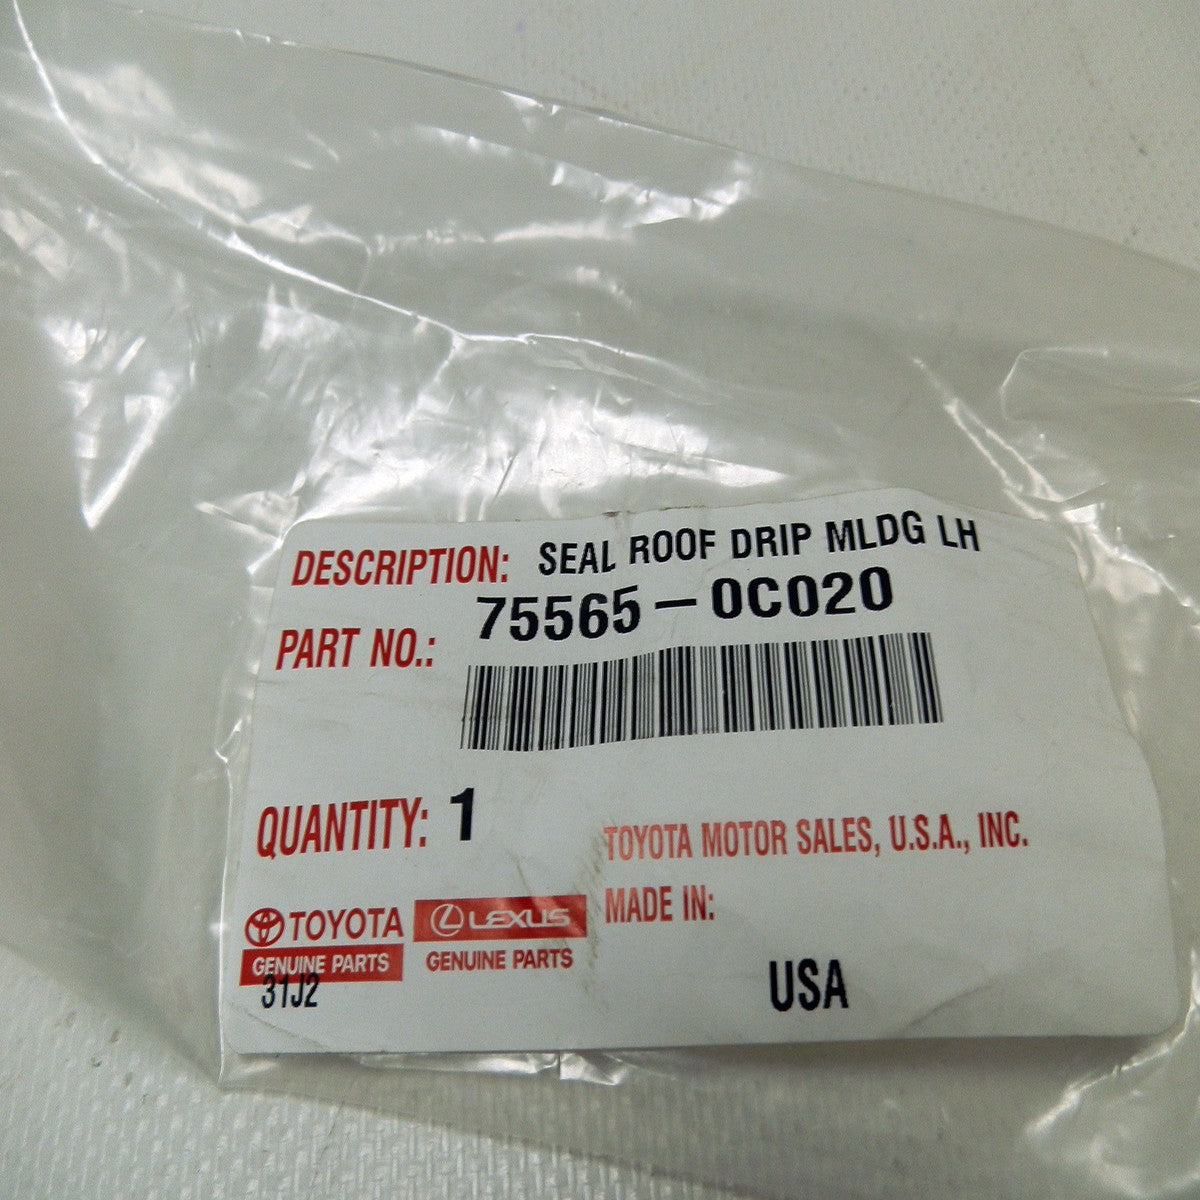 DESCRIPTION: SEAL ROOF DRIP MLDG LH
PART NO.: 75565-0C020
QUANTITY: 1
TOYOTA MOTOR SALES, U.S.A., INC.
MADE IN:
TOYOTA
GENUINE PARTS
LEXUS
GENUINE PARTS
31J2
USA